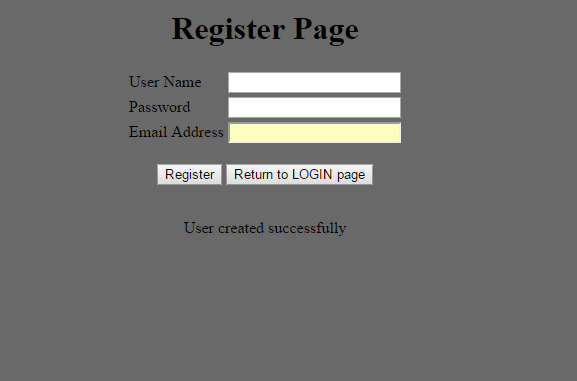 Register Page
User Name
Password
Email Address
Register Return to LOGIN page
User created successfully